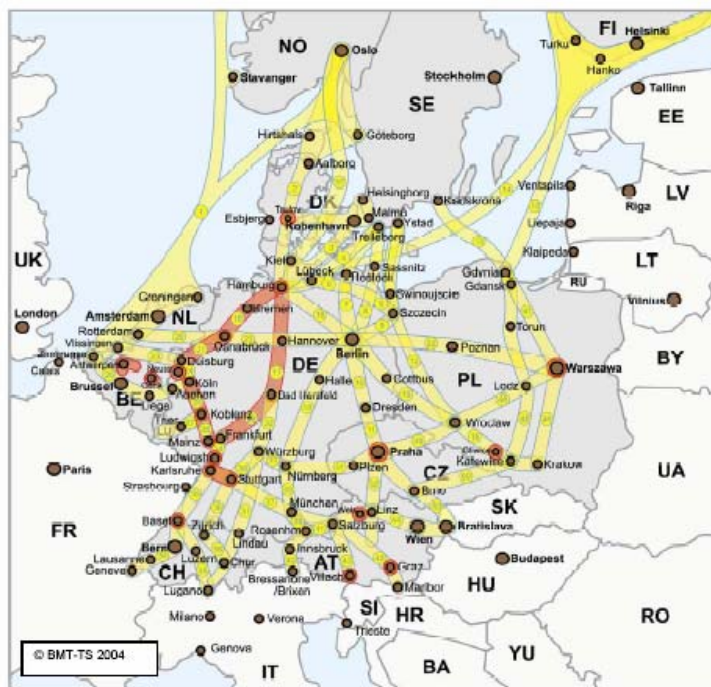 NO
Oslo
FI
Helsinki
Turku
Hanko
Stavanger
Stockholm
Tallinn
SE
EE
Hirtshals
Göteborg
Aalborg
Ventspils
LV
Riga
Helsingborg
DK
Karlskrona
Esbjerg
Malmö
København
Ystad
Liepaja
Trelleborg
Klaipeda
LT
UK
Kiel
Sassnitz
Lübeck
Rostock
Gdynia
Gdansk
RU
Vilnius
Hamburg
Groningen
Swinoujscie
London
Amsterdam
NL
Bremen
Szczecin
Rotterdam
Torun
BY
Vlissingen
Osnabrück
Hannover
Berlin
Poznan
Antwerpen
Duisburg
DE
Warszawa
Brussel
Köln
Halle
Cottbus
PL
Lodz
BE
Aachen
Bad Hersfeld
Liege
Dresden
Koblenz
Wroclaw
LU
Trier
Mainz
Frankfurt
Praha
Katowice
Krakow
Ludwigsh
Würzburg
UA
Paris
Karlsruhe
Plzen
CZ
Stuttgart
Nürnberg
Brno
SK
Strasbourg
FR
München
Linz
Basel
Zürich
Rosenhm
Salzburg
Wien
Bratislava
Bern
Lindau
Innsbruck
Budapest
Lausanne
Luzern
AT
Graz
Geneve
CH
Chur
Bressanone
/Brixen
Villach
HU
Lugano
Maribor
SI
HR
RO
Milano
Verona
Trieste
Genova
© BMT-TS 2004
IT
BA
YU